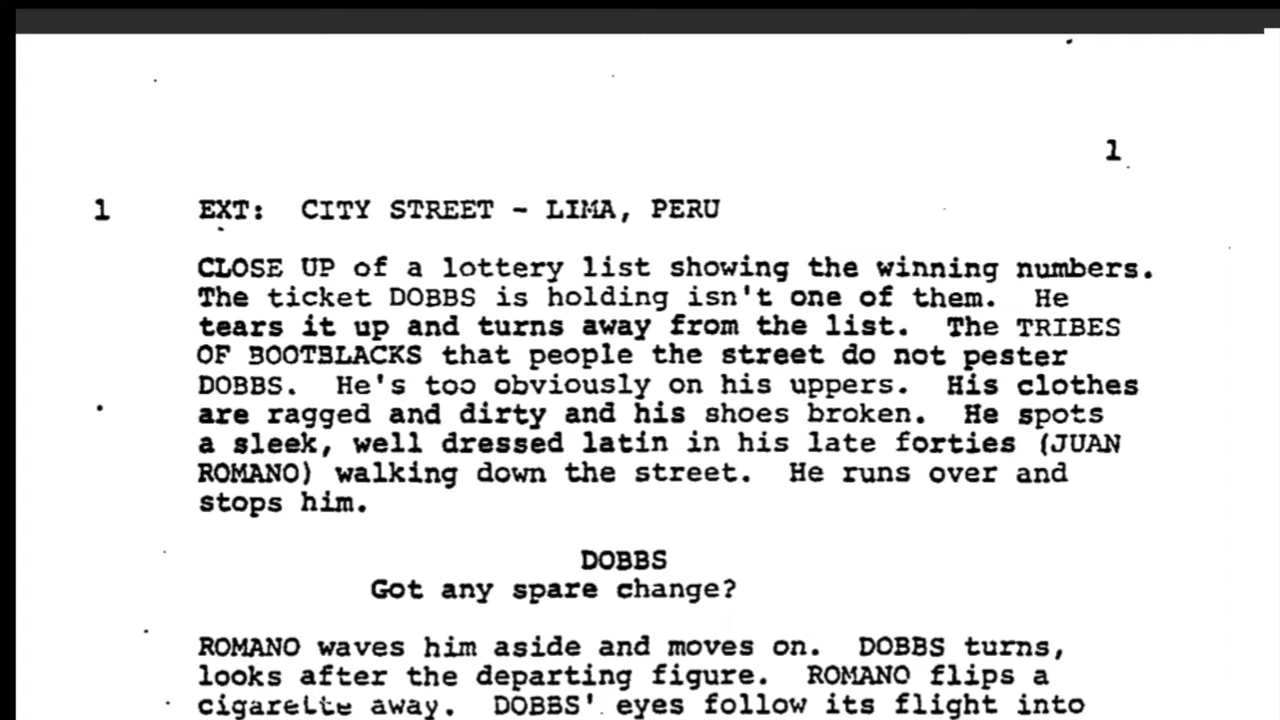 1
1 EXT: CITY STREET - LIMA, PERU
CLOSE UP of a lottery list showing the winning numbers.
The ticket DOBBS is holding isn't one of them. He
tears it up and turns away from the list. The TRIBES
OF BOOTBLACKS that people the street do not pester
DOBBS. He's too obviously on his uppers. His clothes
are ragged and dirty and his shoes broken. He spots
a sleek, well dressed latin in his late forties (JUAN
ROMANO) walking down the street. He runs over and
stops him.
DOBBS
Got any spare change?
ROMANO waves him aside and moves on. DOBBS turns,
looks after the departing figure. ROMANO flips a
cigarette away. DOBBS' eyes follow its flight into